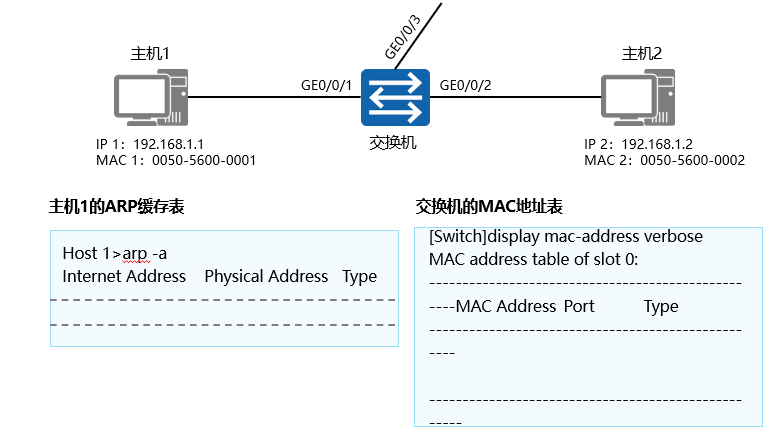 GE0/0/3
主机1
主机2
GE0/0/1
GE0/0/2
交换机
IP 1：192.168.1.1
MAC 1：0050-5600-0001
IP 2：192.168.1.2
MAC 2：0050-5600-0002
主机1的ARP缓存表
Host 1>arp -a
Internet Address Physical Address Type
交换机的MAC地址表
[Switch]display mac-address verbose
MAC address table of slot 0:
-----------------------------------------------
----MAC Address Port Type
-----------------------------------------------
----
-----------------------------------------------
-----